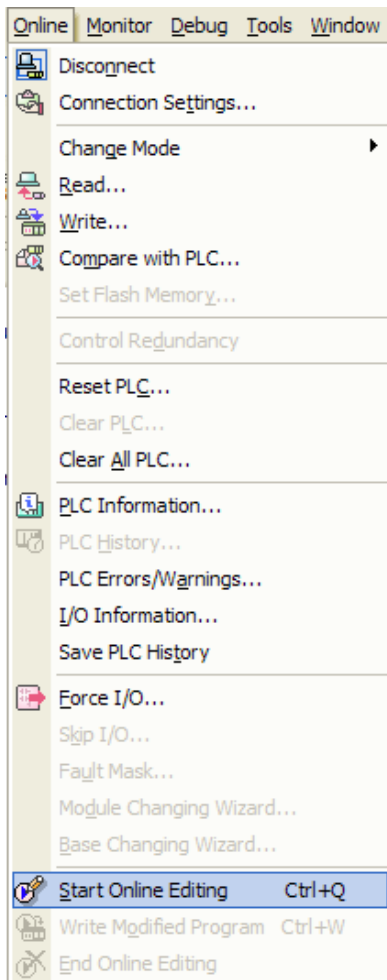 Online Monitor Debug Tools Window
Disconnect
Connection Settings...
Change Mode
Read...
Write...
Compare with PLC...
Set Flash Memory...
Control Redundancy
Reset PLC...
Clear PLC...
Clear All PLC...
PLC Information...
PLC History...
PLC Errors/Warnings...
I/O Information...
Save PLC History
Force I/O...
Skip I/O...
Fault Mask...
Module Changing Wizard...
Base Changing Wizard...
Start Online Editing Ctrl+Q
Write Modified Program Ctrl+W
End Online Editing